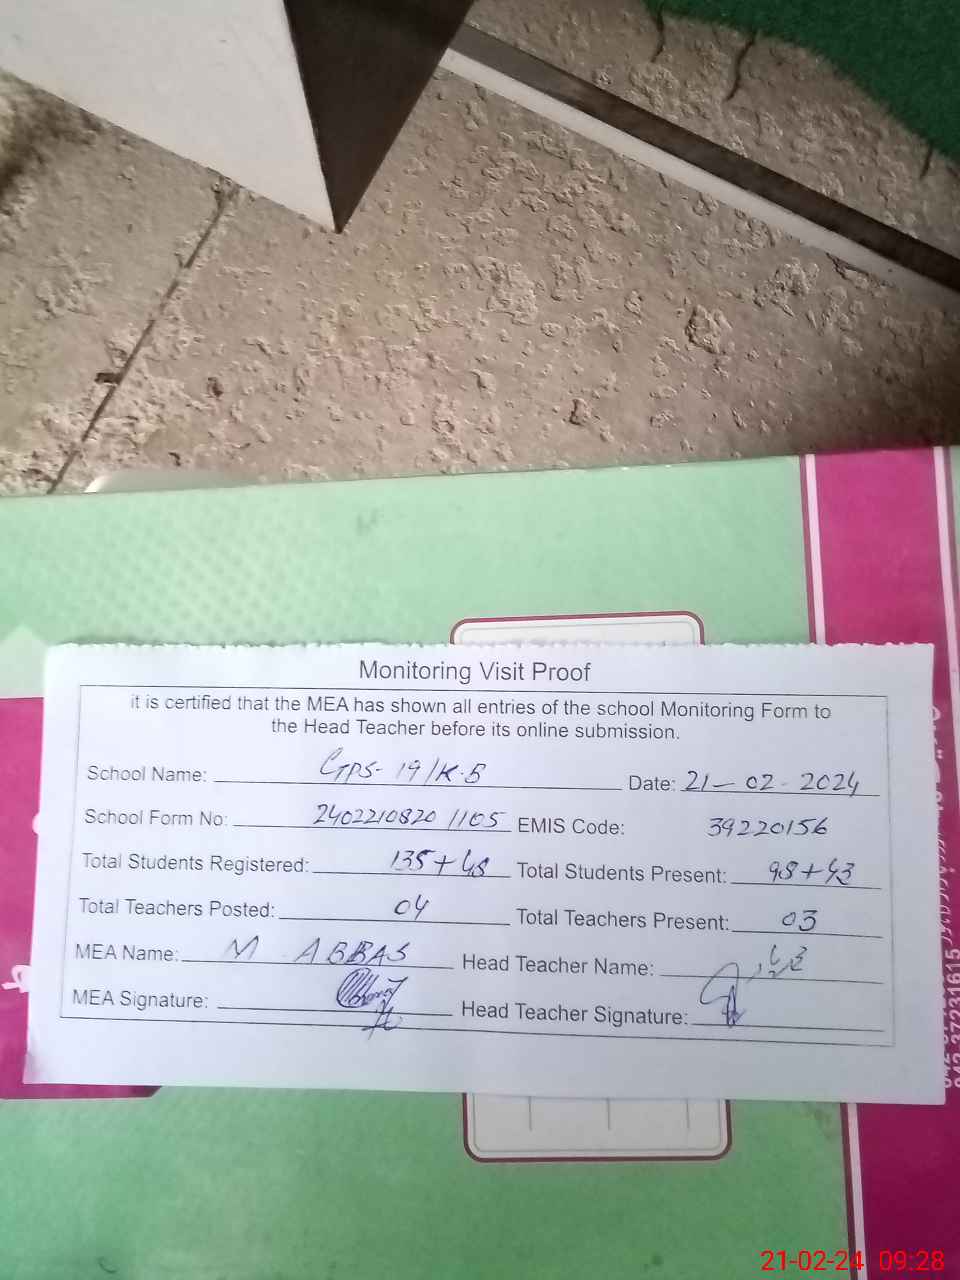 Monitoring Visit Proof
it is certified that the MEA has shown all entries of the school Monitoring Form to
the Head Teacher before its online submission.
School Name: GPS-19/K.B Date: 21-02-2024
School Form No: 2402210820 1105 EMIS Code: 39220156
Total Students Registered: 135+48 Total Students Present: 98+43
Total Teachers Posted: 04 Total Teachers Present: 03
MEA Name: M ABBAS Head Teacher Name:
MEA Signature: Head Teacher Signature:
21-02-24 09:28